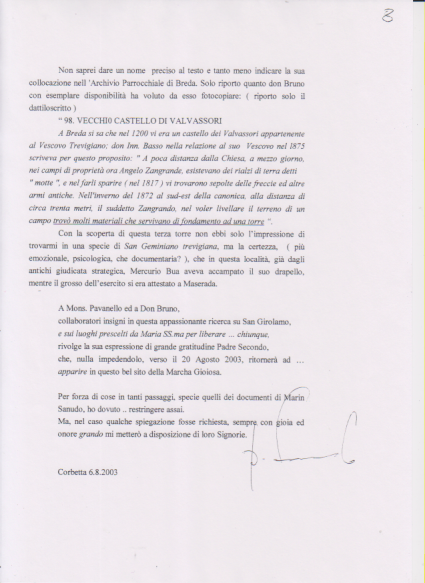 8
Non saprei dare un nome preciso al testo e tanto meno indicare la sua
collocazione nell 'Archivio Parrocchiale di Breda. Solo riporto quanto don Bruno
con esemplare disponibilità ha voluto da esso fotocopiare: ( riporto solo il
dattiloscritto )
" 98. VECCHI0 CASTELLO DI VALVASSORI
A Breda si sa che nel 1200 vi era un castello dei Valvassori appartenente
al Vescovo Trevigiano; don Inn. Basso nella relazione al suo Vescovo nel l875
scriveva per questo proposito: " A poca distanza dalla Chiesa, a mezzo giorno,
nei campi di proprietà ora Angelo Zangrande, esistevano dei rialzi di terra detti
" motte ", e nel farli sparire ( nel 1817 ) vi trovarono sepolte delle freccie ed altre
armi antiche. Nell'inverno del 1872 al sud-est della canonica, alla distanza di
circa trenta metri, il suddetto Zangrando, nel voler livellare il terreno di un
campo trovò molti materiali che servivano di fondamento ad una torre ".
Con la scoperta di questa terza torre non ebbi solo l'impressione di
trovarmi in una specie di San Geminiano trevigiana, ma la certezza, ( più
emozionale, psicologica, che documentaria? ), che in questa località, già dagli
antichi giudicata strategica, Mercurio Bua aveva accampato il suo drapello,
mentre il grosso dell'esercito si era attestato a Maserada.
A Mons. Pavanello ed a Don Bruno,
collaboratori insigni in questa appassionante ricerca su San Girolamo,
e sui luoghi prescelti da Maria SS.ma per liberare ... chiunque,
rivolge la sua espressione di grande gratitudine Padre Secondo,
che, nulla impedendolo, verso il 20 Agosto 2003, ritornerà ad ...
apparire in questo bel sito della Marcha Gioiosa.
Per forza di cose in tanti passaggi, specie quelli dei documenti di Marin
Sanudo, ho dovuto .. restringere assai.
Ma, nel caso qualche spiegazione fosse richiesta, sempre con gioia ed
onore grando mi metterò a disposizione di loro Signorie.
Corbetta 6.8.2003